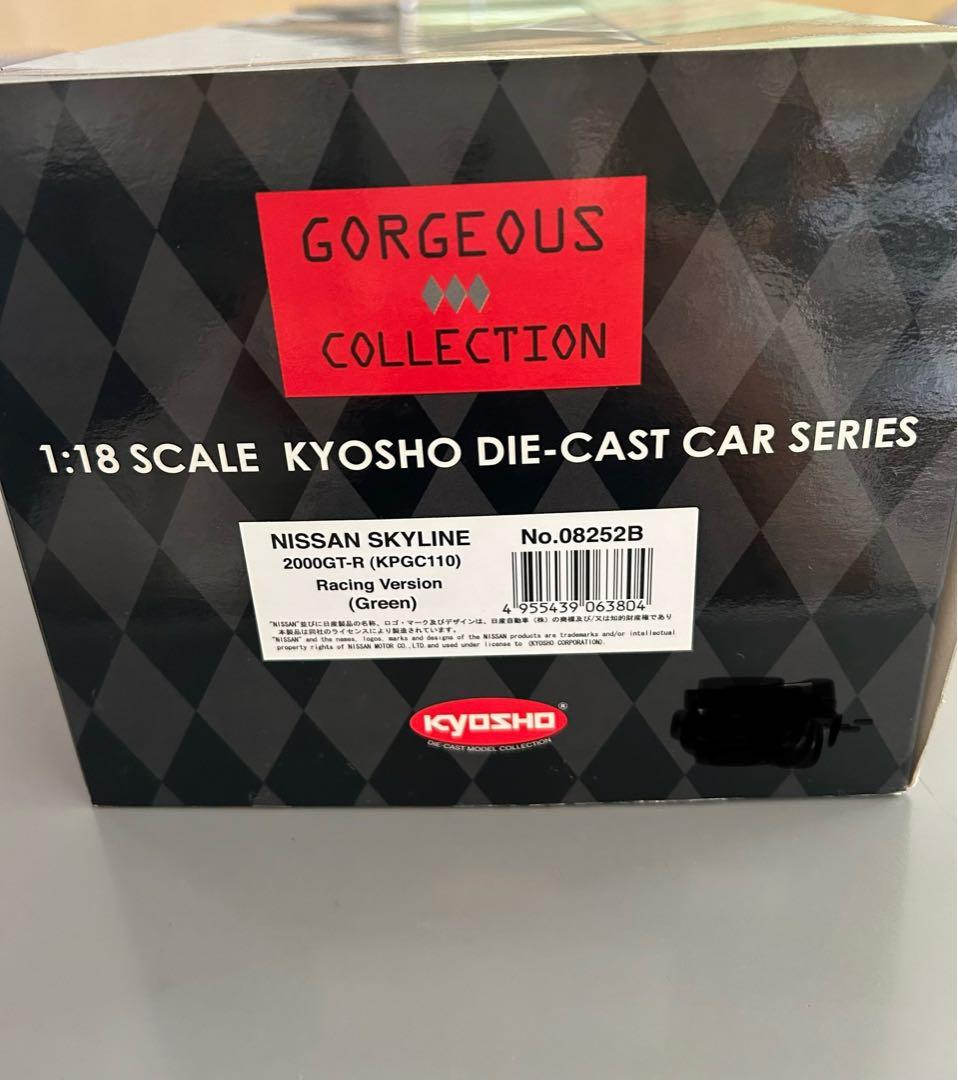 GORGEOUS
COLLECTION
1:18 SCALE KYOSHO DIE-CAST CAR SERIES
NISSAN SKYLINE No.08252B
2000GT-R (KPGC110)
Racing Version
(Green)
4 955439 063804
"NISSAN"並びに日産製品の名称、ロゴ・マーク及びデザインは、日産自動車(株)の商標及び/又は知的財産権であり
本製品は同社のライセンスにより製造されています。
"NISSAN" and the names, logos, marks and designs of the NISSAN products are trademarks and/or intellectual
property rights of NISSAN MOTOR CO.,LTD.and used under license to (KYOSHO CORPORATION).
KYOSHO®
DIE-CAST MODEL COLLECTION